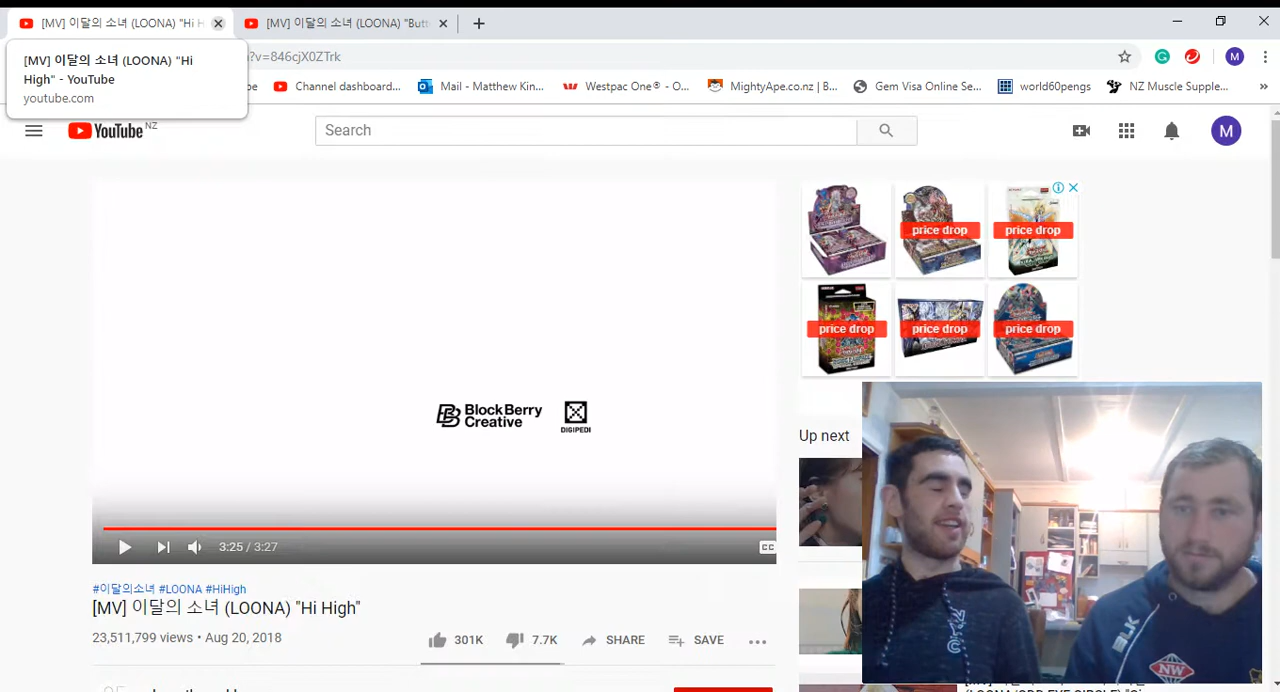 [MV] 이달의 소녀 (LOONA) "Hi H
[MV] 이달의 소녀 (LOONA) "But
[MV] 이달의 소녀 (LOONA) "Hi
High" - YouTube
youtube.com
?v=846cjX0ZTrk
M
Channel dashboard...
Mail - Matthew Kin...
Westpac One® - O...
MightyApe.co.nz | B...
Gem Visa Online Se...
world60pengs
NZ Muscle Supple...
»
YouTube NZ
Search
M
price drop
price drop
price drop
price drop
price drop
BlockBerry
Creative
DIGIPEDI
3:25 / 3:27
CC
Up next
#이달의소녀 #LOONA #HiHigh
[MV] 이달의 소녀 (LOONA) "Hi High"
23,511,799 views • Aug 20, 2018
301K
7.7K
SHARE
SAVE
BLK
NW